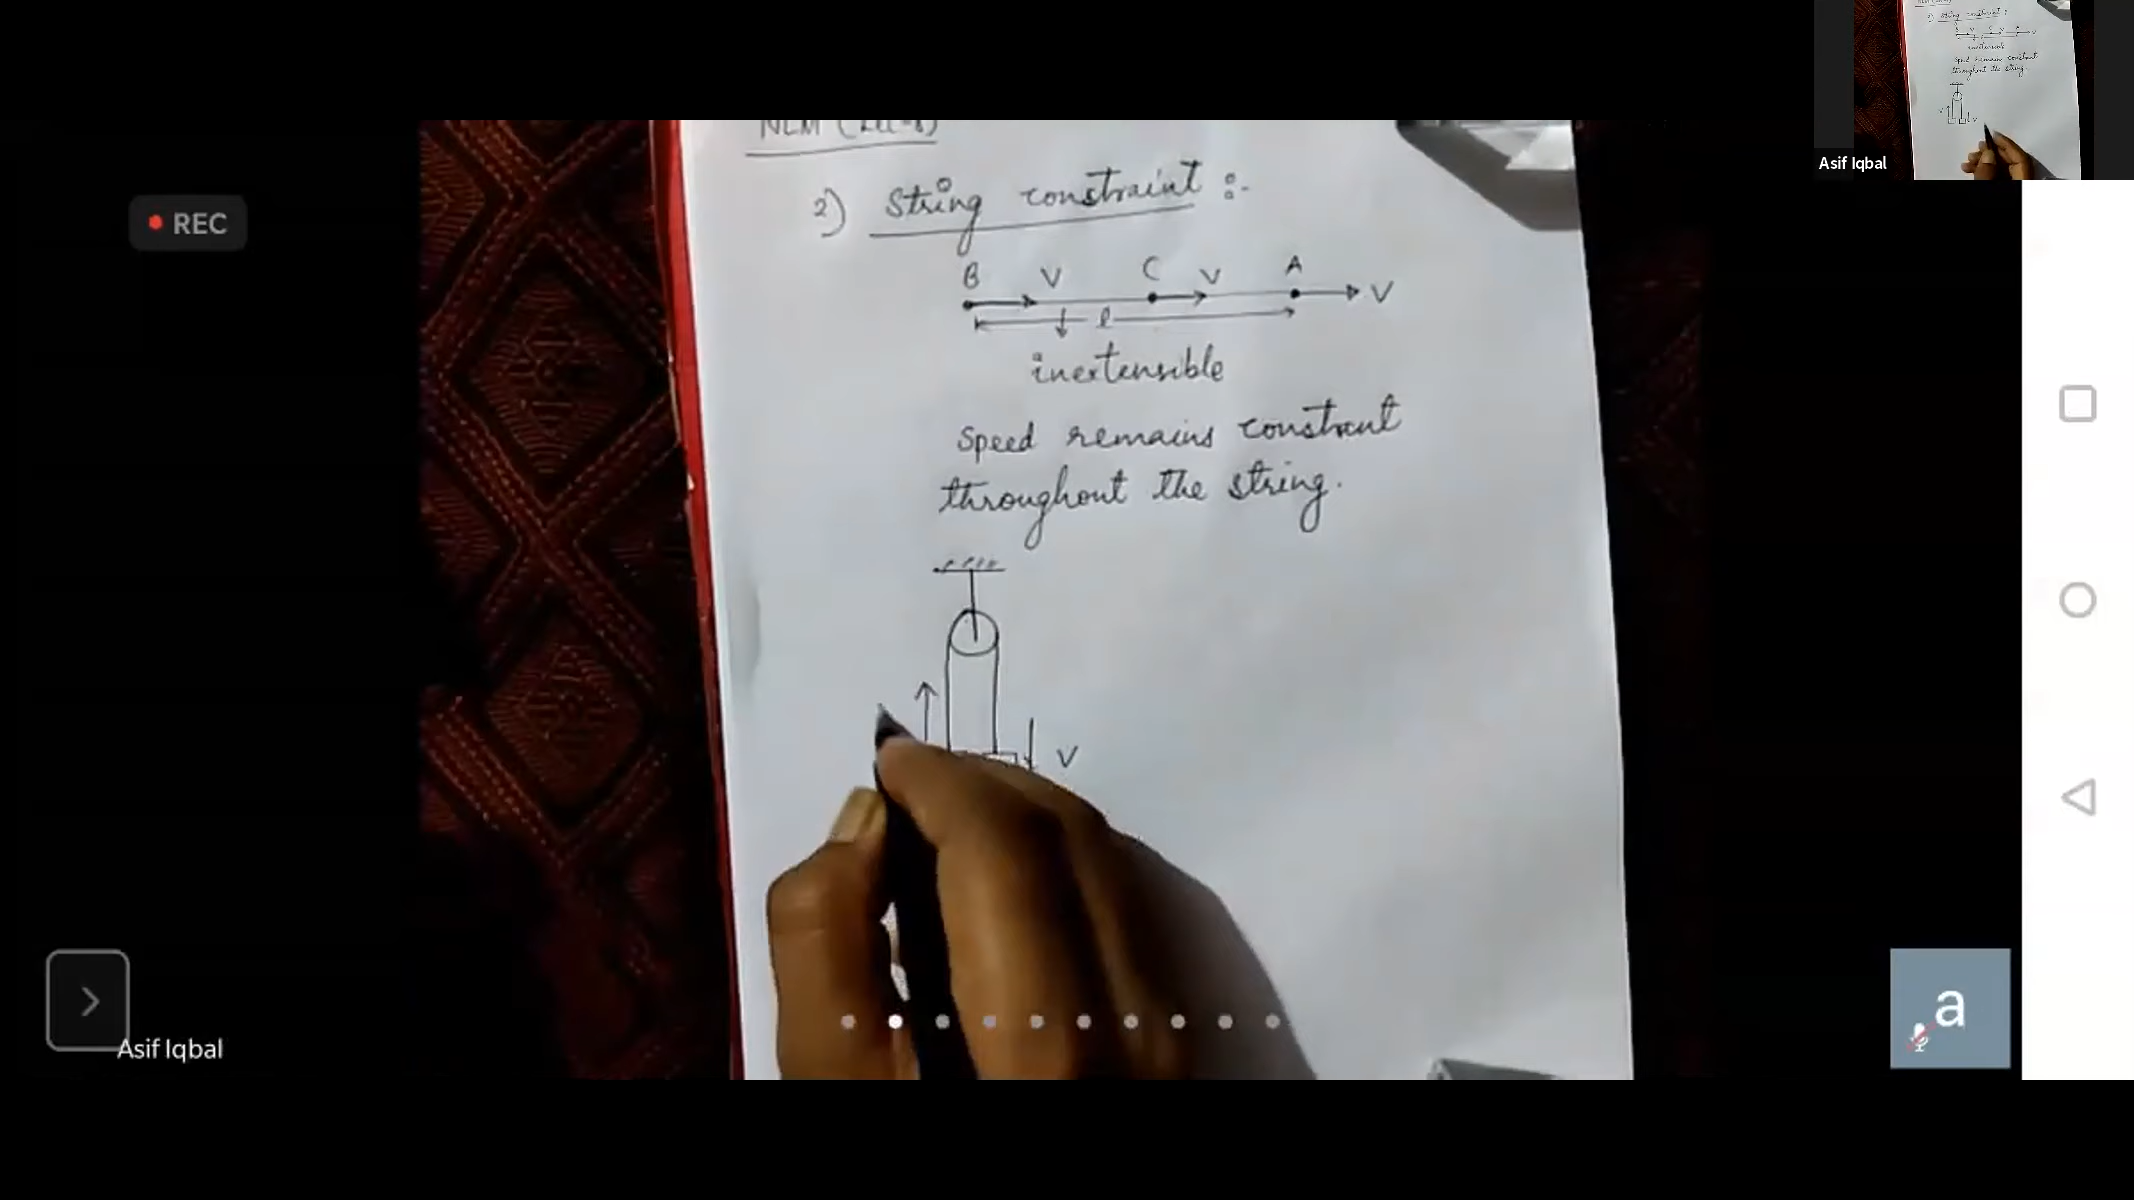 2) String constraint :-
B V C V A V
l
inextensible
Speed remains constant
throughout the string.
V
REC
Asif Iqbal
Asif Iqbal
a